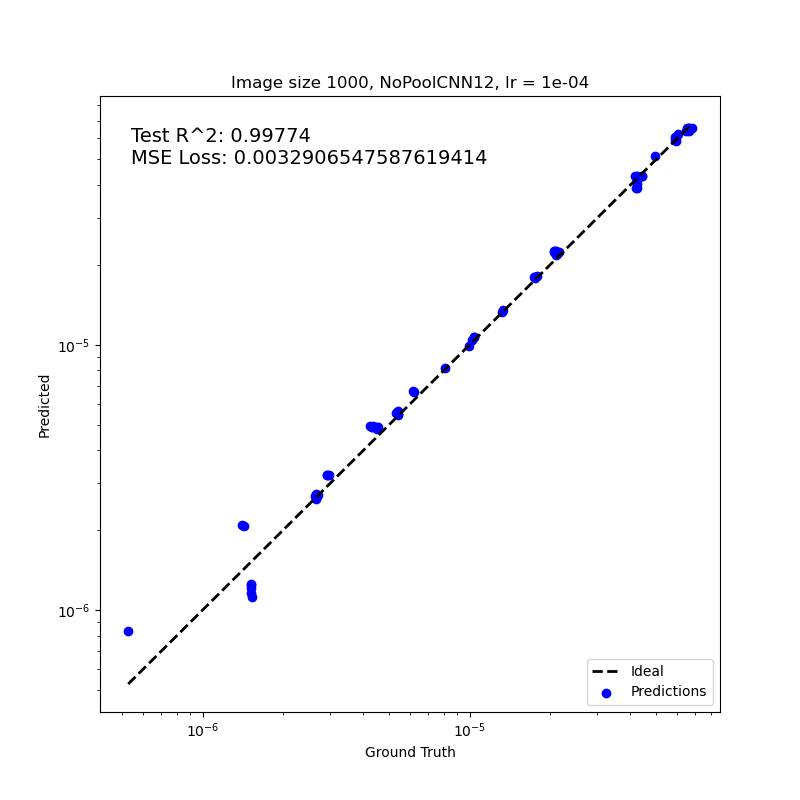 Image size 1000, NoPoolCNN12, lr = 1e-04
Test R^2: 0.99774
MSE Loss: 0.0032906547587619414
10⁻⁵
10⁻⁶
Predicted
Ideal
Predictions
10⁻⁶
10⁻⁵
Ground Truth